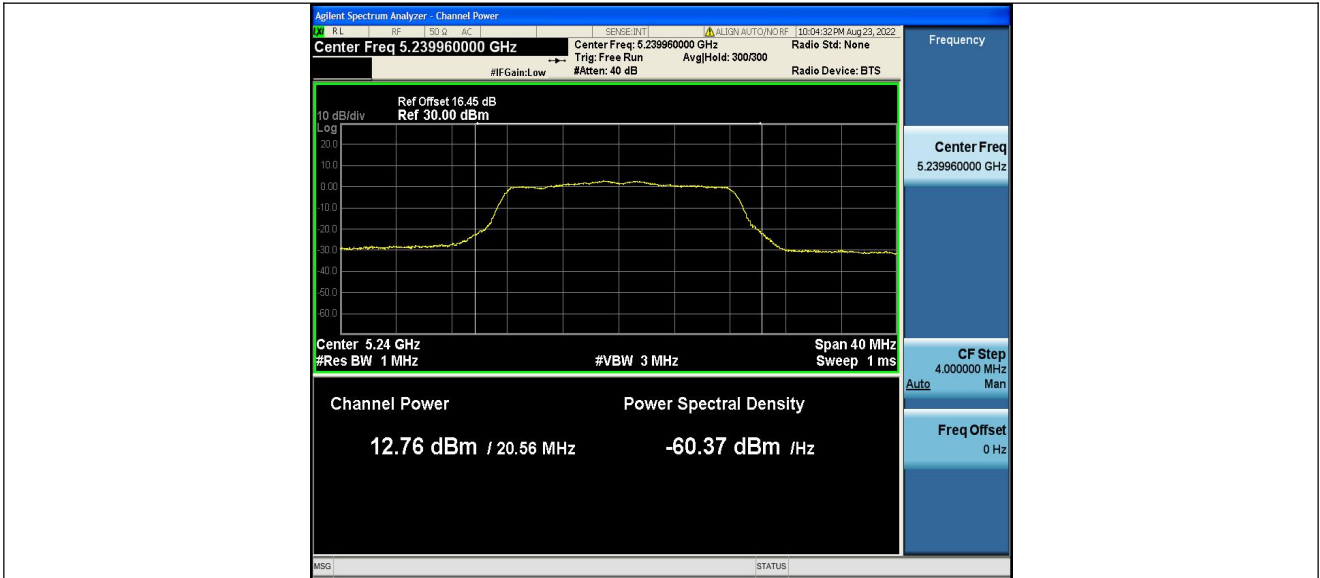 Agilent Spectrum Analyzer - Channel Power
LXI RL RF 50 Ω AC SENSE:INT ALIGN AUTO/NO RF 10:04:32 PM Aug 23, 2022
Center Freq 5.239960000 GHz
Center Freq: 5.239960000 GHz Radio Std: None
Trig: Free Run Avg|Hold: 300/300
#IFGain:Low #Atten: 40 dB Radio Device: BTS
Ref Offset 16.45 dB
10 dB/div Ref 30.00 dBm
Log
20.0
10.0
0.00
-10.0
-20.0
-30.0
-40.0
-50.0
-60.0
Center 5.24 GHz Span 40 MHz
#Res BW 1 MHz #VBW 3 MHz Sweep 1 ms
Channel Power Power Spectral Density
12.76 dBm / 20.56 MHz -60.37 dBm /Hz
MSG STATUS
Frequency
Center Freq
5.239960000 GHz
CF Step
4.000000 MHz
Auto Man
Freq Offset
0 Hz